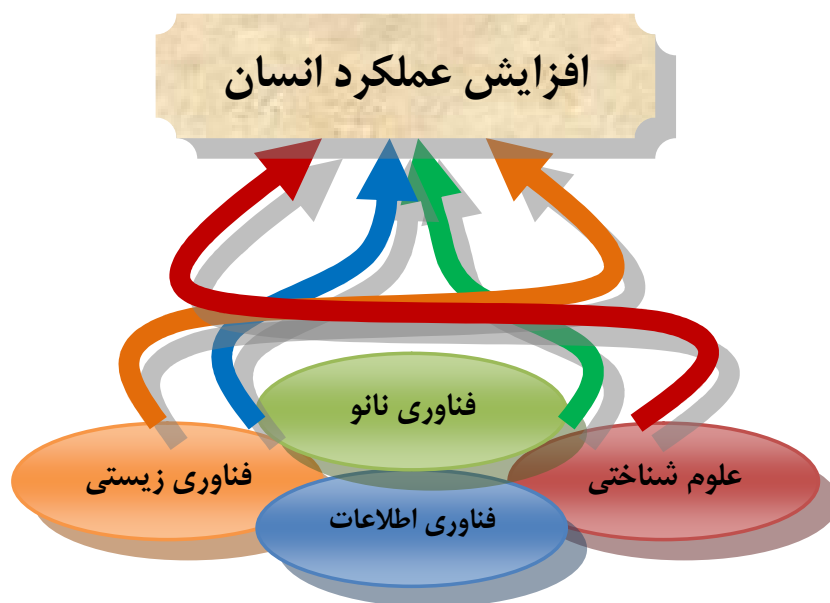 افزایش عملکرد انسان
فناوری نانو
علوم شناختی
فناوری زیستی
فناوری اطلاعات